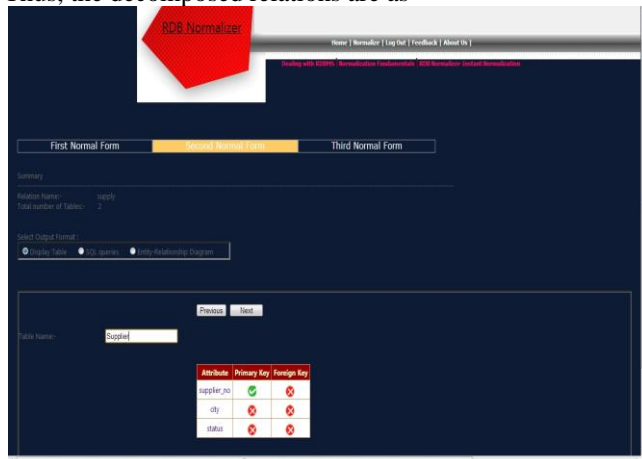 Thus, the decomposed relations are as
RDB Normalizer
Home | Normalize | Log Out | Feedback | About Us |
Dealing with RDBMS Normalization Fundamentals RDB-Normalizer-Instant Normalization
First Normal Form Second Normal Form Third Normal Form
Summary
Relation Name:- supply
Total number of Tables:-
Select Output Format :
Display Table SQL queries Entity-Relationship Diagram
Previous Next
Table Name:- Supplier
Attribute Primary Key Foreign Key
supplier_no
city
status